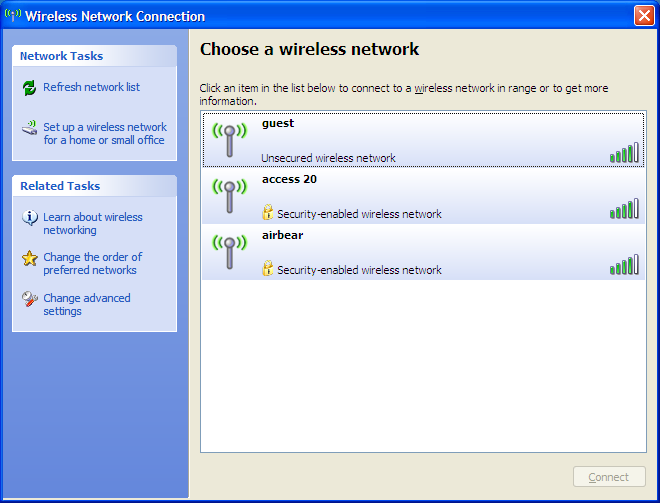 Wireless Network Connection
Network Tasks
Refresh network list
Set up a wireless network
for a home or small office
Related Tasks
Learn about wireless
networking
Change the order of
preferred networks
Change advanced
settings
Choose a wireless network
Click an item in the list below to connect to a wireless network in range or to get more
information.
guest
Unsecured wireless network
access 20
Security-enabled wireless network
airbear
Security-enabled wireless network
Connect